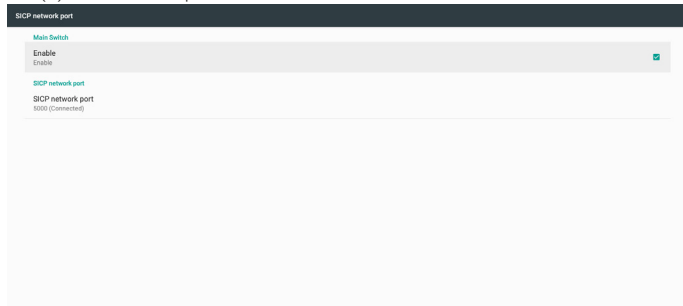 SICP network port
Main Switch
Enable
Enable
SICP network port
SICP network port
5000 (Connected)